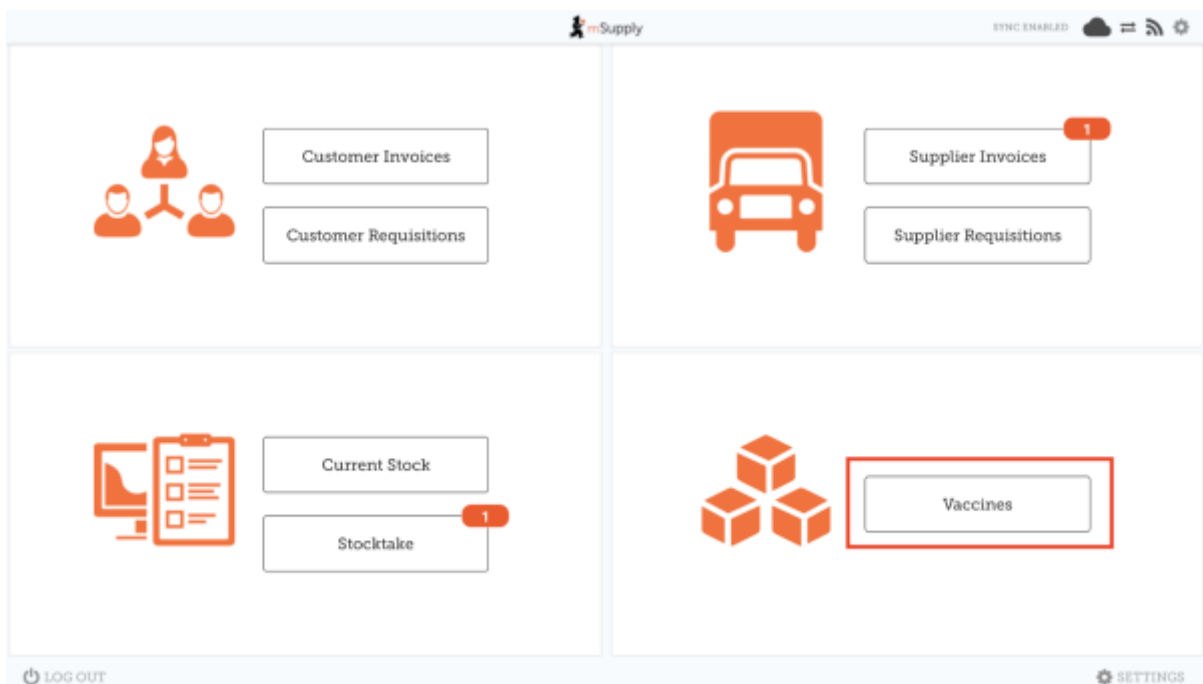 mSupply
SYNC ENABLED
Customer Invoices
Customer Requisitions
1
Supplier Invoices
Supplier Requisitions
Current Stock
1
Stocktake
Vaccines
LOG OUT
SETTINGS